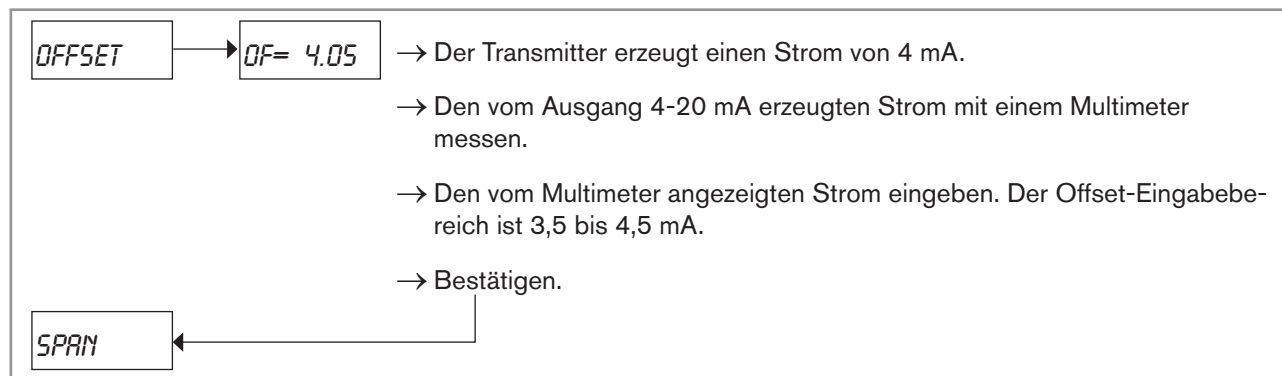 OFFSET
OF= 4.05
→ Der Transmitter erzeugt einen Strom von 4 mA.
→ Den vom Ausgang 4-20 mA erzeugten Strom mit einem Multimeter
messen.
→ Den vom Multimeter angezeigten Strom eingeben. Der Offset-Eingabebe-
reich ist 3,5 bis 4,5 mA.
→ Bestätigen.
SPAN